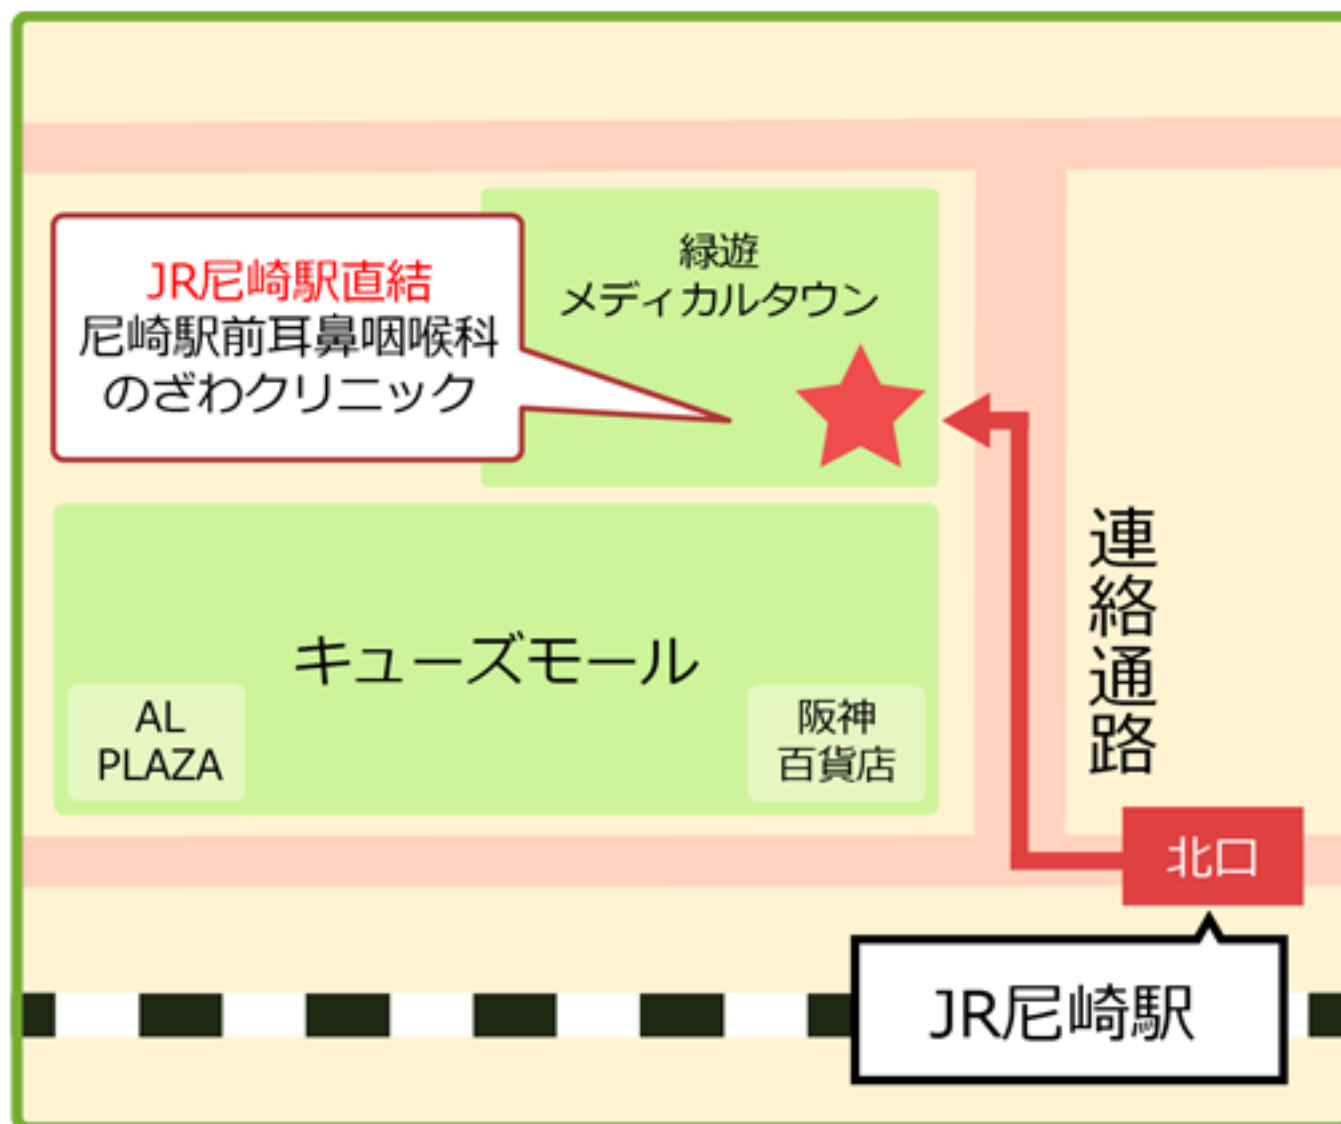 緑遊
メディカルタウン
JR尼崎駅直結
尼崎駅前耳鼻咽喉科
のざわクリニック
連絡通路
キューズモール
AL
PLAZA
阪神
百貨店
北口
JR尼崎駅